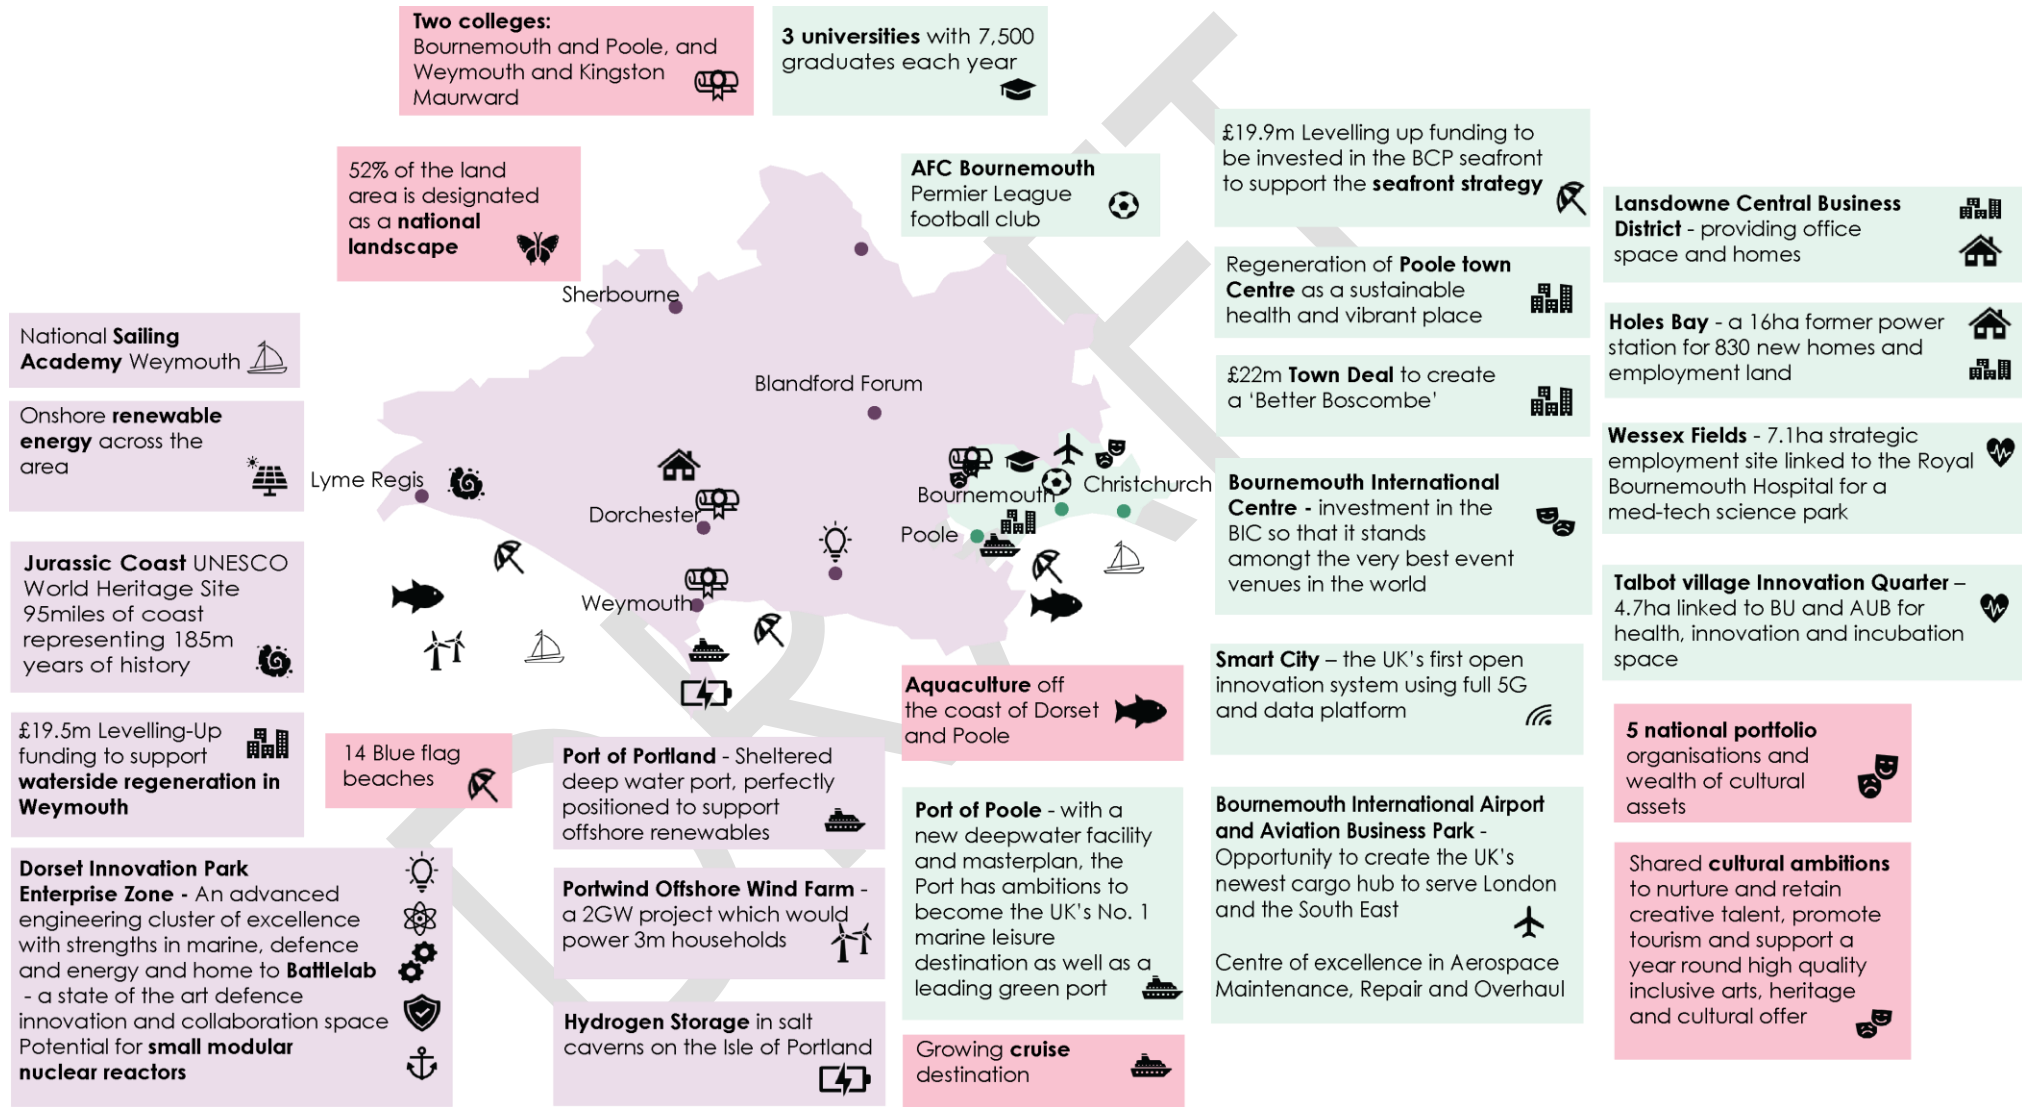 Two colleges:
Bournemouth and Poole, and
Weymouth and Kingston
Maurward
3 universities with 7,500
graduates each year
52% of the land
area is designated
as a national
landscape
AFC Bournemouth
Permier League
football club
£19.9m Levelling up funding to
be invested in the BCP seafront
to support the seafront strategy
Lansdowne Central Business
District - providing office
space and homes
Regeneration of Poole town
Centre as a sustainable
health and vibrant place
Holes Bay - a 16ha former power
station for 830 new homes and
employment land
£22m Town Deal to create
a ‘Better Boscombe’
Wessex Fields - 7.1ha strategic
employment site linked to the Royal
Bournemouth Hospital for a
med-tech science park
Bournemouth International
Centre - investment in the
BIC so that it stands
amongst the very best event
venues in the world
Talbot village Innovation Quarter –
4.7ha linked to BU and AUB for
health, innovation and incubation
space
Smart City – the UK’s first open
innovation system using full 5G
and data platform
5 national portfolio
organisations and
wealth of cultural
assets
Bournemouth International Airport
and Aviation Business Park -
Opportunity to create the UK’s
newest cargo hub to serve London
and the South East
Centre of excellence in Aerospace
Maintenance, Repair and Overhaul
Shared cultural ambitions
to nurture and retain
creative talent, promote
tourism and support a
year round high quality
inclusive arts, heritage
and cultural offer
National Sailing
Academy Weymouth
Onshore renewable
energy across the
area
Jurassic Coast UNESCO
World Heritage Site
95miles of coast
representing 185m
years of history
£19.5m Levelling-Up
funding to support
waterside regeneration in
Weymouth
14 Blue flag
beaches
Dorset Innovation Park
Enterprise Zone - An advanced
engineering cluster of excellence
with strengths in marine, defence
and energy and home to Battlelab
- a state of the art defence
innovation and collaboration space
Potential for small modular
nuclear reactors
Port of Portland - Sheltered
deep water port, perfectly
positioned to support
offshore renewables
Portwind Offshore Wind Farm -
a 2GW project which would
power 3m households
Hydrogen Storage in salt
caverns on the Isle of Portland
Aquaculture off
the coast of Dorset
and Poole
Port of Poole - with a
new deepwater facility
and masterplan, the
Port has ambitions to
become the UK’s No. 1
marine leisure
destination as well as a
leading green port
Growing cruise
destination
Sherbourne
Blandford Forum
Lyme Regis
Dorchester
Weymouth
Bournemouth
Christchurch
Poole